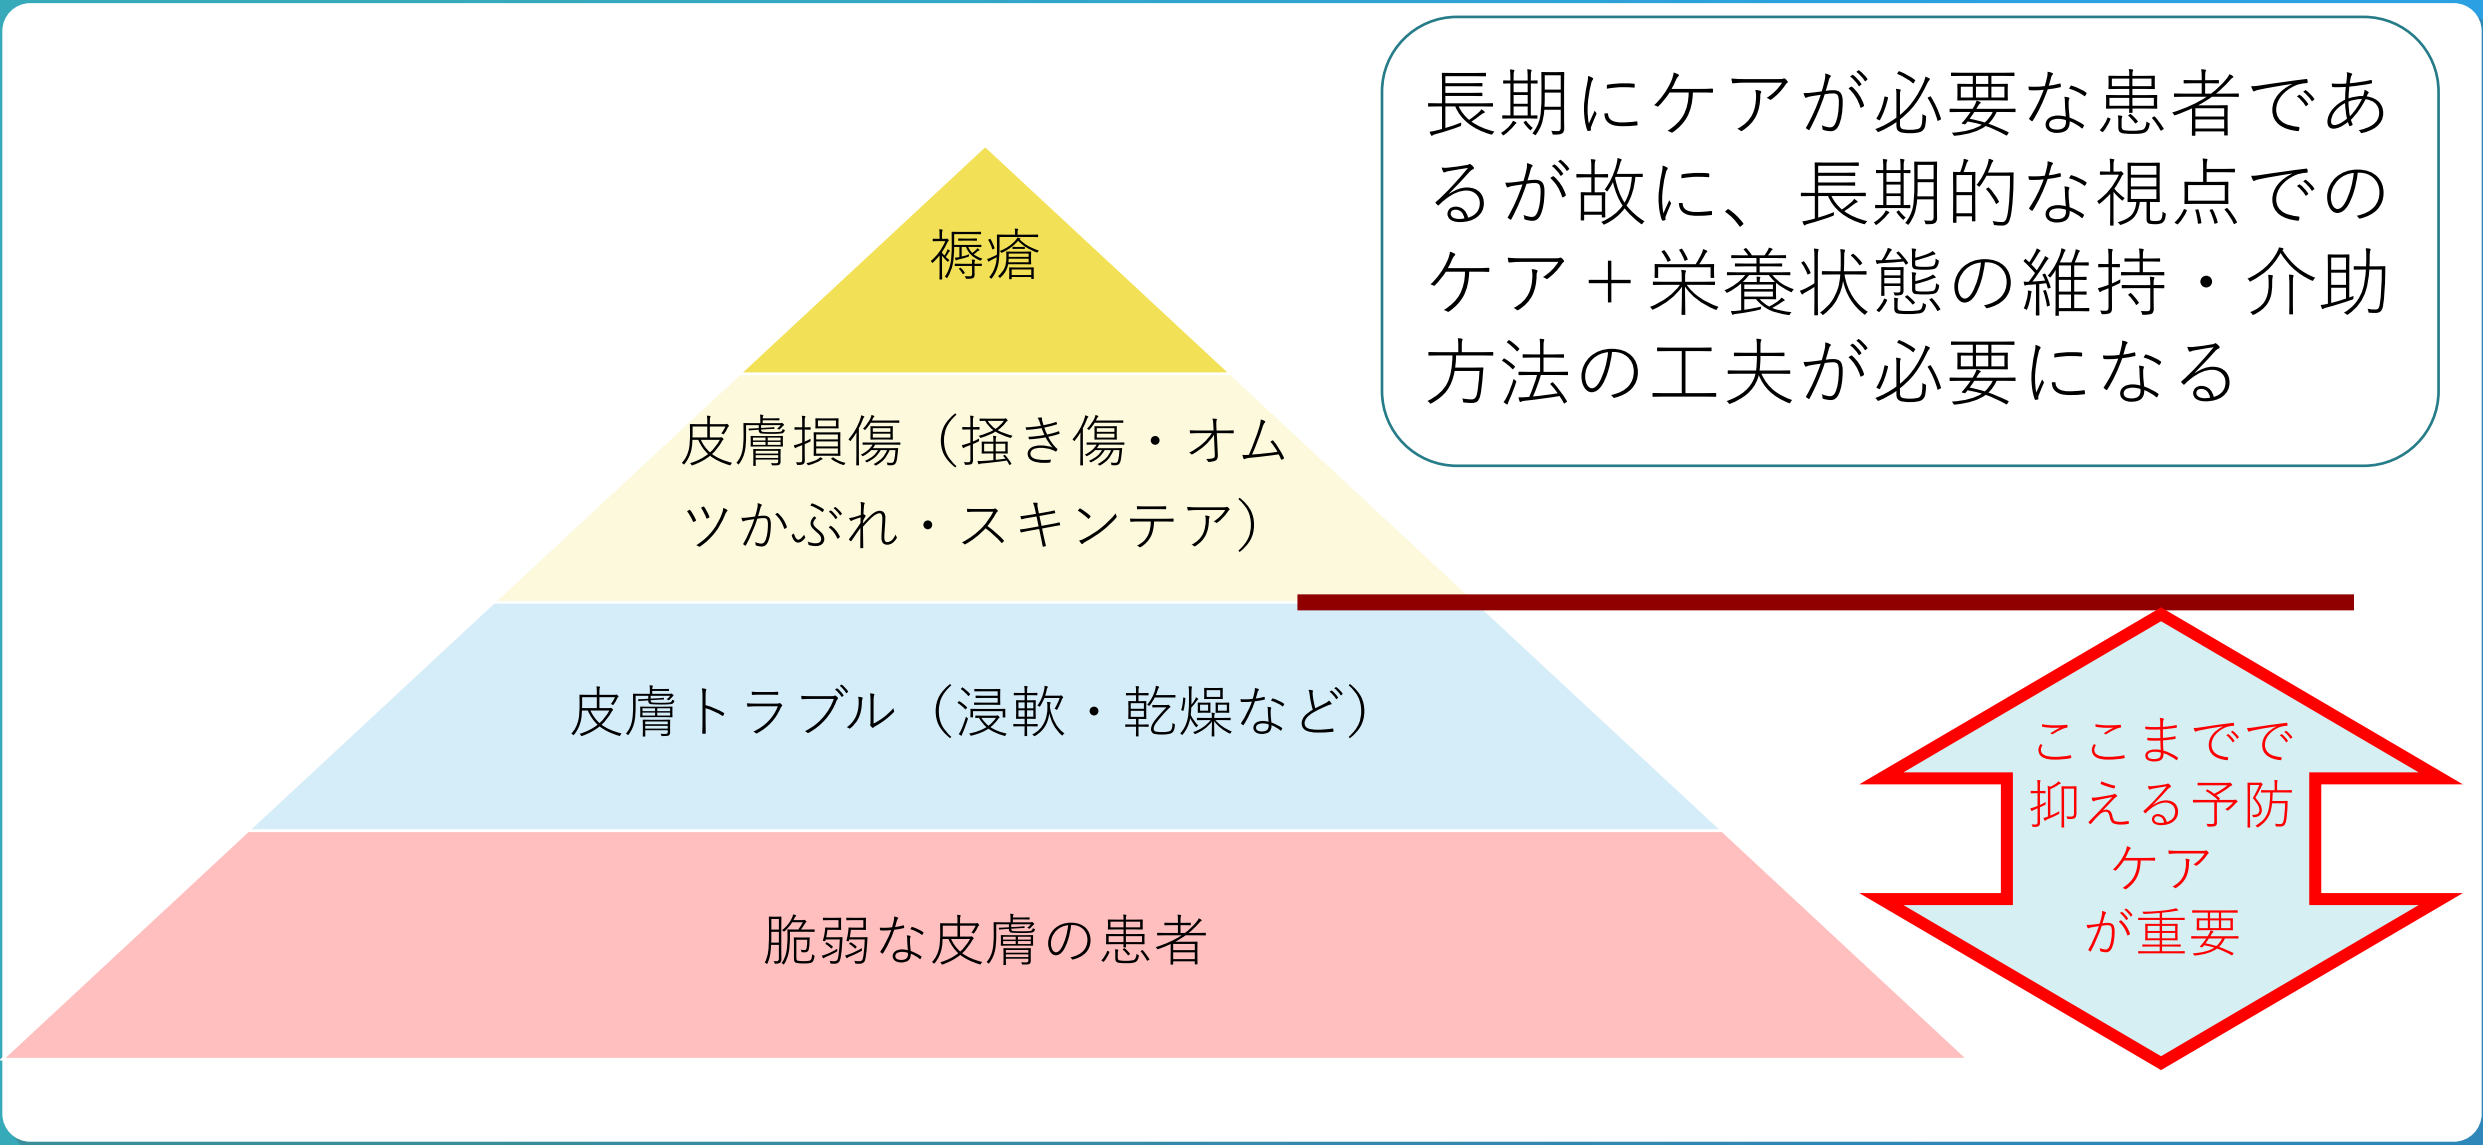 長期にケアが必要な患者であ
るが故に、長期的な視点での
ケア＋栄養状態の維持・介助
方法の工夫が必要になる
褥瘡
皮膚損傷（掻き傷・オム
ツかぶれ・スキンテア）
皮膚トラブル（浸軟・乾燥など）
脆弱な皮膚の患者
ここまでで
抑える予防
ケア
が重要